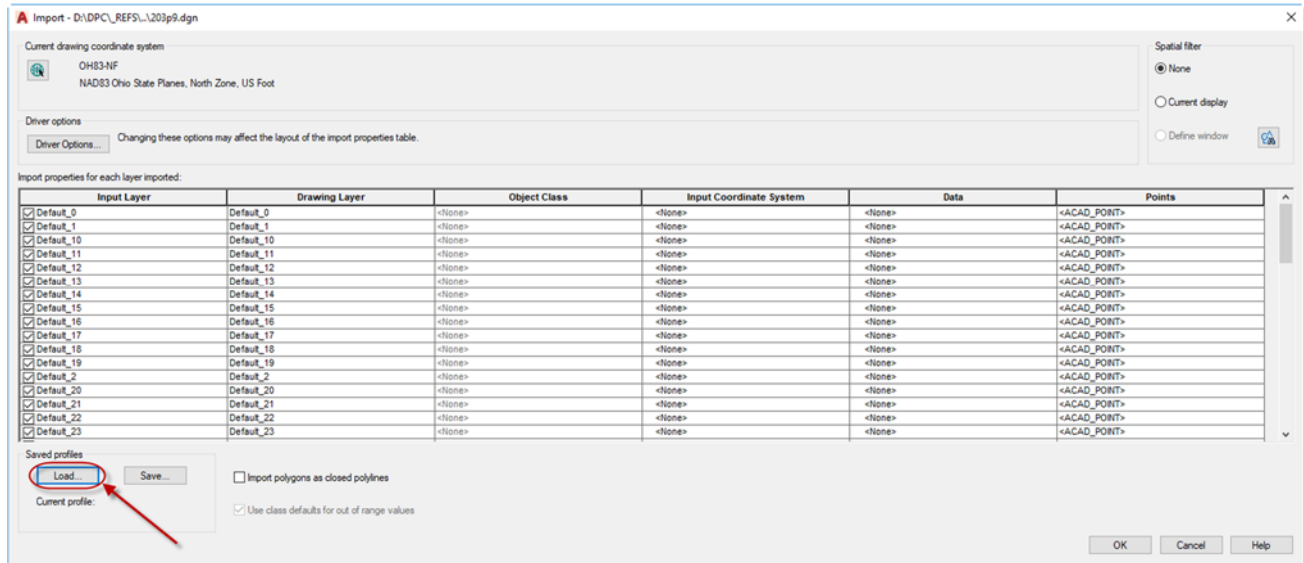 Import - D:\DPC\_REFS\...\203p9.dgn
Current drawing coordinate system
OH83-NF
NAD83 Ohio State Planes, North Zone, US Foot
Spatial filter
None
Current display
Define window
Driver options
Driver Options... Changing these options may affect the layout of the import properties table.
Import properties for each layer imported:
Input Layer Drawing Layer Object Class Input Coordinate System Data Points
Default_0 Default_0 <None> <None> <None> <ACAD_POINT>
Default_1 Default_1 <None> <None> <None> <ACAD_POINT>
Default_10 Default_10 <None> <None> <None> <ACAD_POINT>
Default_11 Default_11 <None> <None> <None> <ACAD_POINT>
Default_12 Default_12 <None> <None> <None> <ACAD_POINT>
Default_13 Default_13 <None> <None> <None> <ACAD_POINT>
Default_14 Default_14 <None> <None> <None> <ACAD_POINT>
Default_15 Default_15 <None> <None> <None> <ACAD_POINT>
Default_16 Default_16 <None> <None> <None> <ACAD_POINT>
Default_17 Default_17 <None> <None> <None> <ACAD_POINT>
Default_18 Default_18 <None> <None> <None> <ACAD_POINT>
Default_19 Default_19 <None> <None> <None> <ACAD_POINT>
Default_2 Default_2 <None> <None> <None> <ACAD_POINT>
Default_20 Default_20 <None> <None> <None> <ACAD_POINT>
Default_21 Default_21 <None> <None> <None> <ACAD_POINT>
Default_22 Default_22 <None> <None> <None> <ACAD_POINT>
Default_23 Default_23 <None> <None> <None> <ACAD_POINT>
Saved profiles
Load... Save...
Current profile:
Import polygons as closed polylines
Use class defaults for out of range values
OK Cancel Help